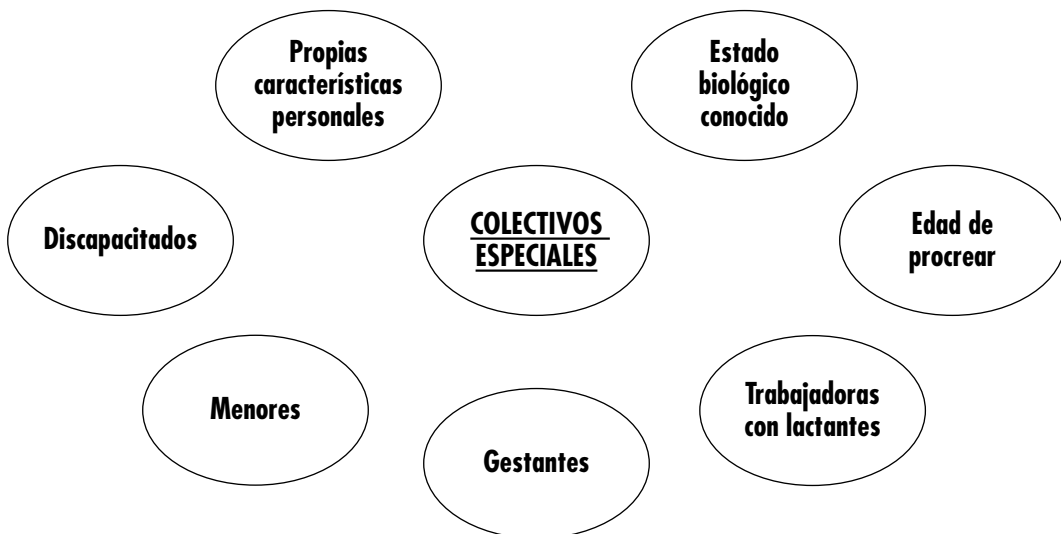 Propias
características
personales
Estado
biológico
conocido
Discapacitados
COLECTIVOS
ESPECIALES
Edad de
procrear
Menores
Gestantes
Trabajadoras
con lactantes